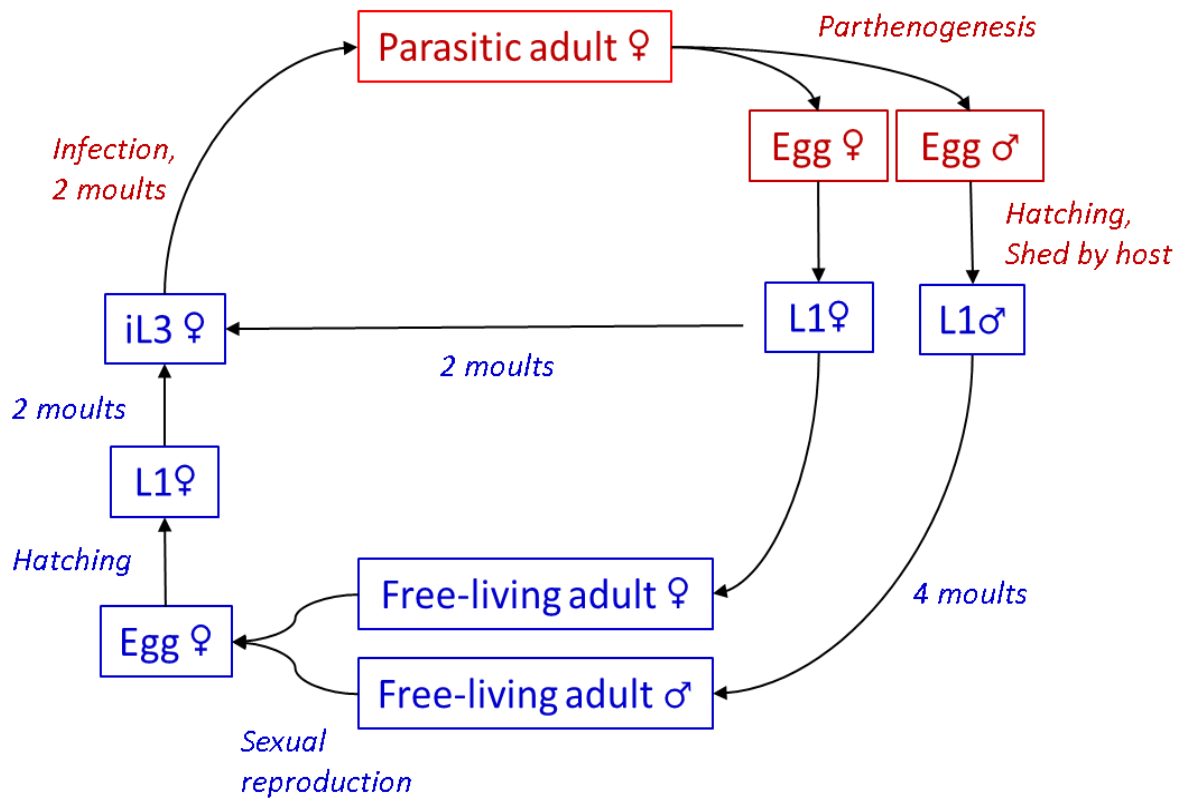 Parasitic adult ♀
Parthenogenesis
Egg ♀
Egg ♂
Infection,
2 moults
Hatching,
Shed by host
iL3 ♀
L1♀
L1♂
2 moults
2 moults
L1♀
Hatching
Free-living adult ♀
4 moults
Egg ♀
Free-living adult ♂
Sexual
reproduction